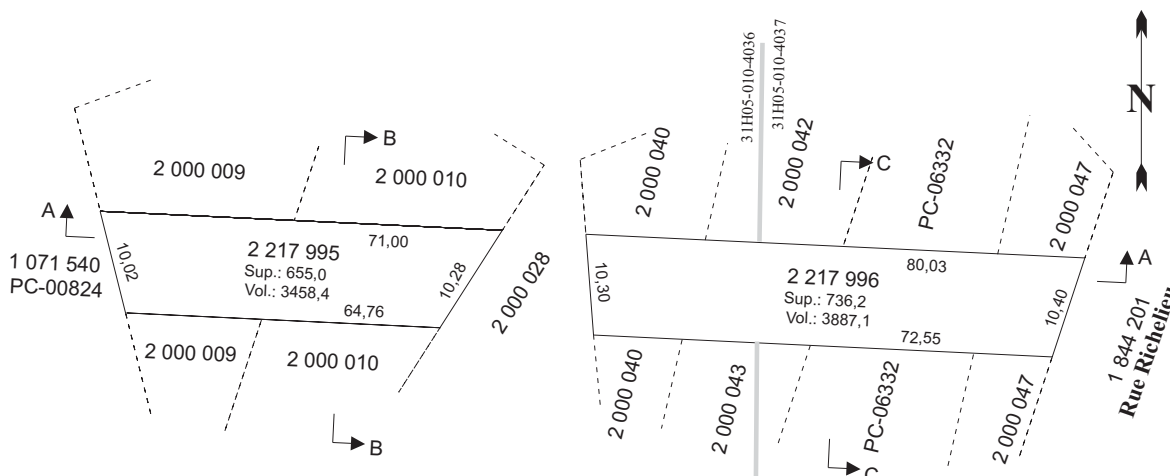 B
2 000 009
2 000 010
A
71,00
2 217 995
Sup.: 655,0
Vol.: 3458,4
10,02
10,28
64,76
1 071 540
PC-00824
2 000 028
2 000 009
2 000 010
B
31H05-010-4036
31H05-010-4037
N
2 000 040
2 000 042
C
PC-06332
2 000 047
80,03
A
2 217 996
Sup.: 736,2
Vol.: 3887,1
10,30
10,40
72,55
1 844 201
Rue Richelieu
2 000 040
2 000 043
PC-06332
2 000 047
C